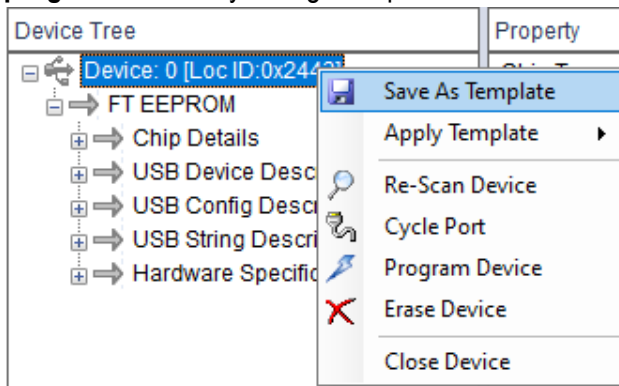 Device Tree
Property
Device: 0 [Loc ID:0x244
FT EEPROM
Chip Details
USB Device Desc
USB Config Descr
USB String Descri
Hardware Specific
Save As Template
Apply Template
Re-Scan Device
Cycle Port
Program Device
Erase Device
Close Device